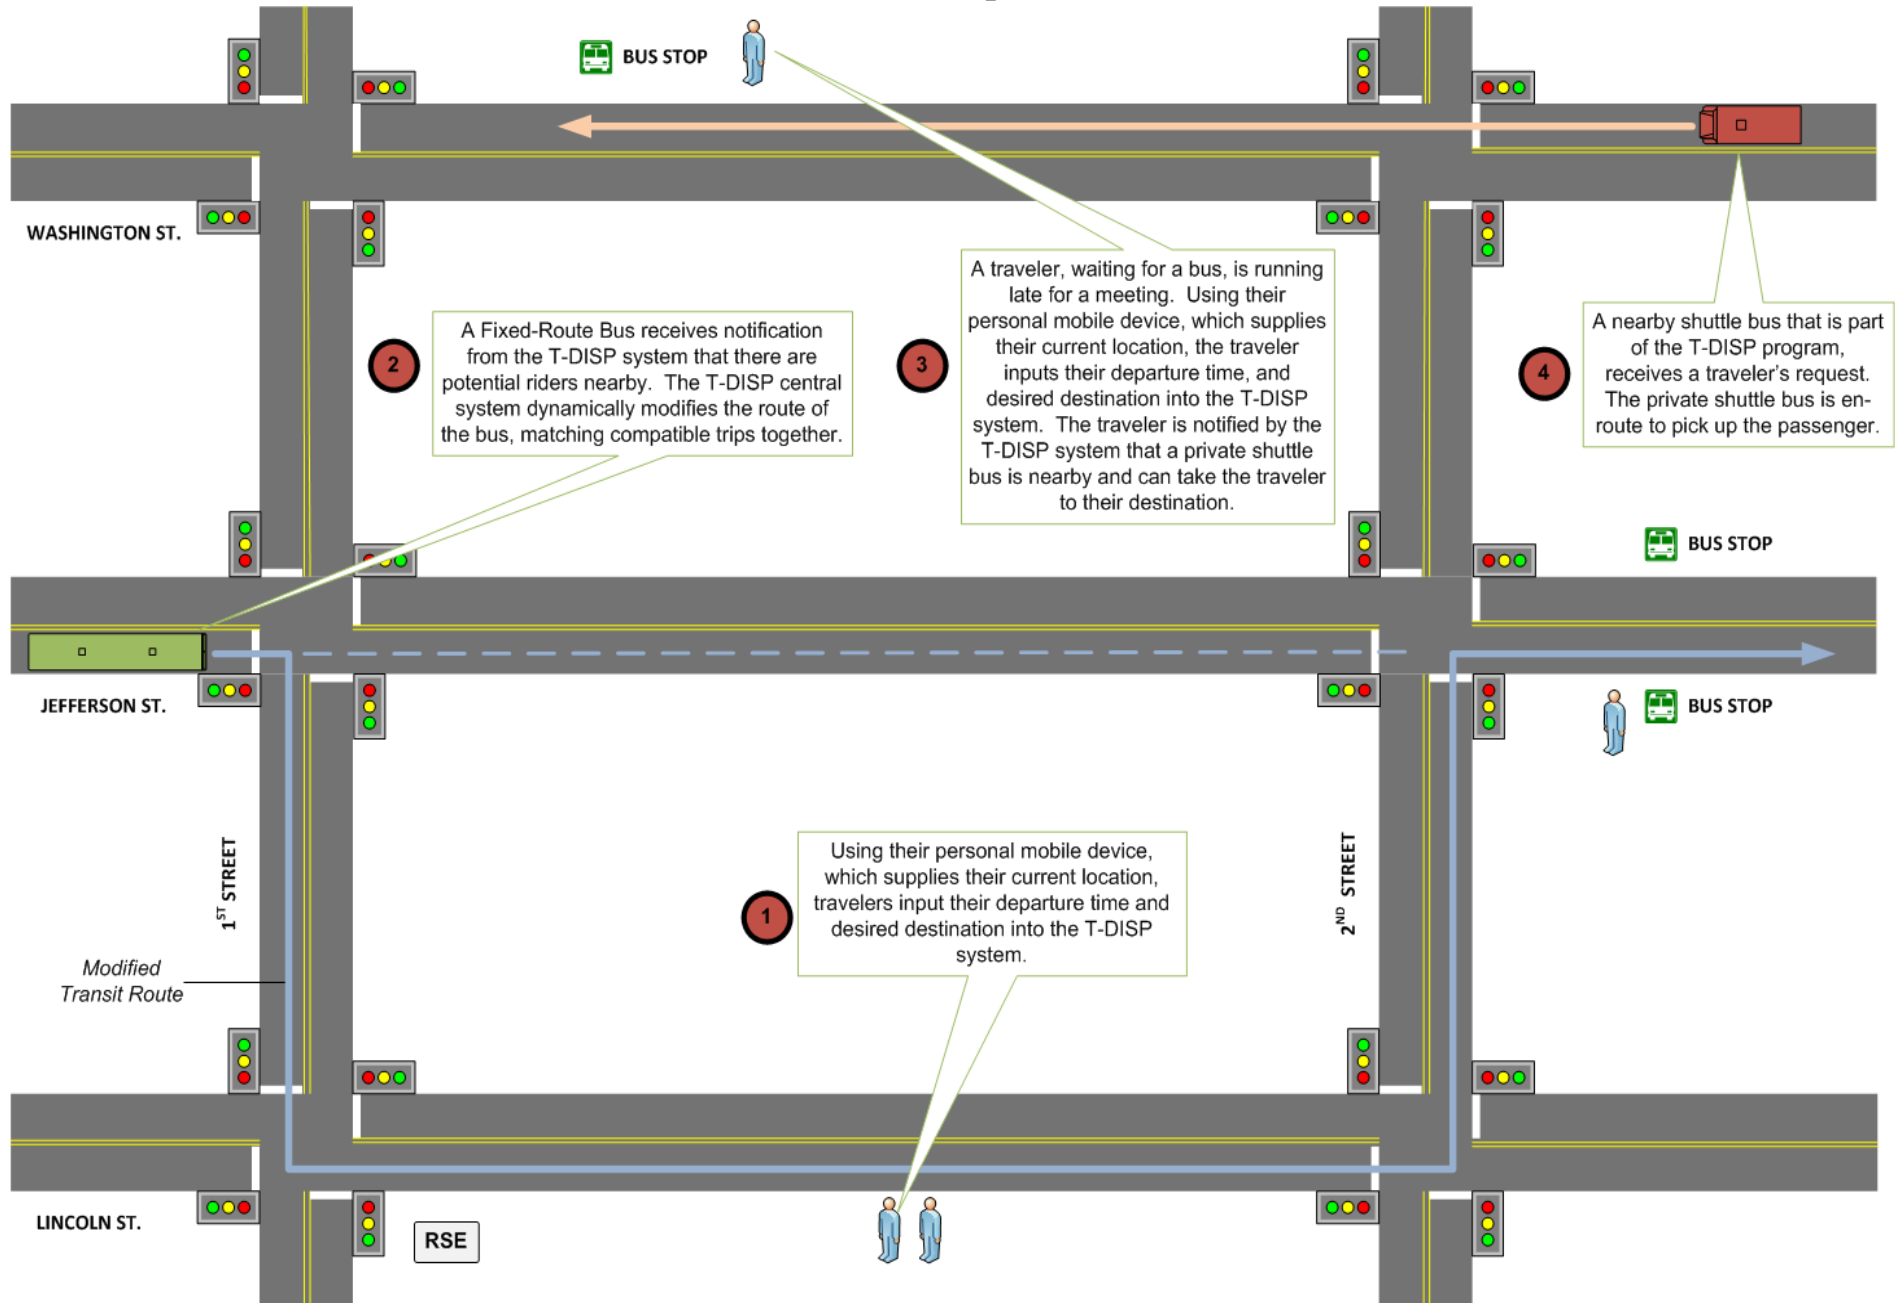 BUS STOP
WASHINGTON ST.
2
A Fixed-Route Bus receives notification
from the T-DISP system that there are
potential riders nearby. The T-DISP central
system dynamically modifies the route of
the bus, matching compatible trips together.
3
A traveler, waiting for a bus, is running
late for a meeting. Using their
personal mobile device, which supplies
their current location, the traveler
inputs their departure time, and
desired destination into the T-DISP
system. The traveler is notified by the
T-DISP system that a private shuttle
bus is nearby and can take the traveler
to their destination.
4
A nearby shuttle bus that is part
of the T-DISP program,
receives a traveler's request.
The private shuttle bus is en-
route to pick up the passenger.
BUS STOP
JEFFERSON ST.
BUS STOP
1ST STREET
2ND STREET
1
Using their personal mobile device,
which supplies their current location,
travelers input their departure time and
desired destination into the T-DISP
system.
Modified
Transit Route
LINCOLN ST.
RSE